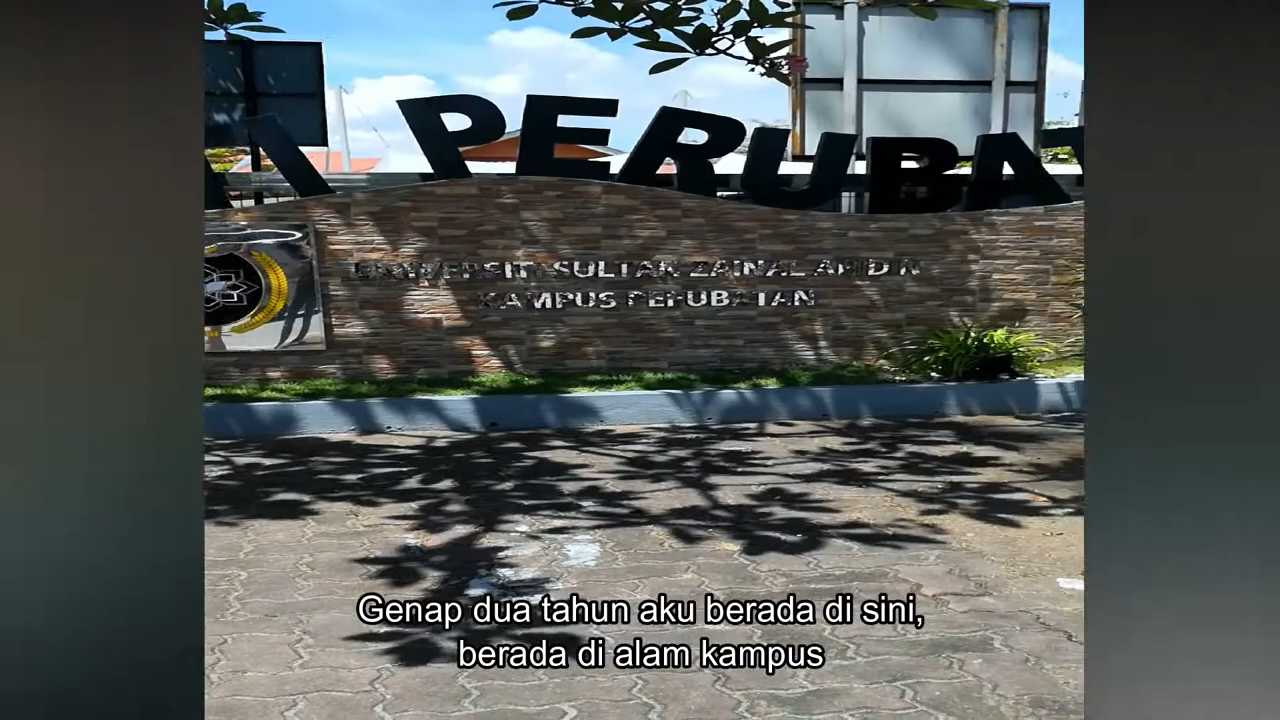 PERUBA
UNIVERSITI SULTAN ZAINAL ABIDIN
KAMPUS PERUBATAN
Genap dua tahun aku berada di sini,
berada di alam kampus